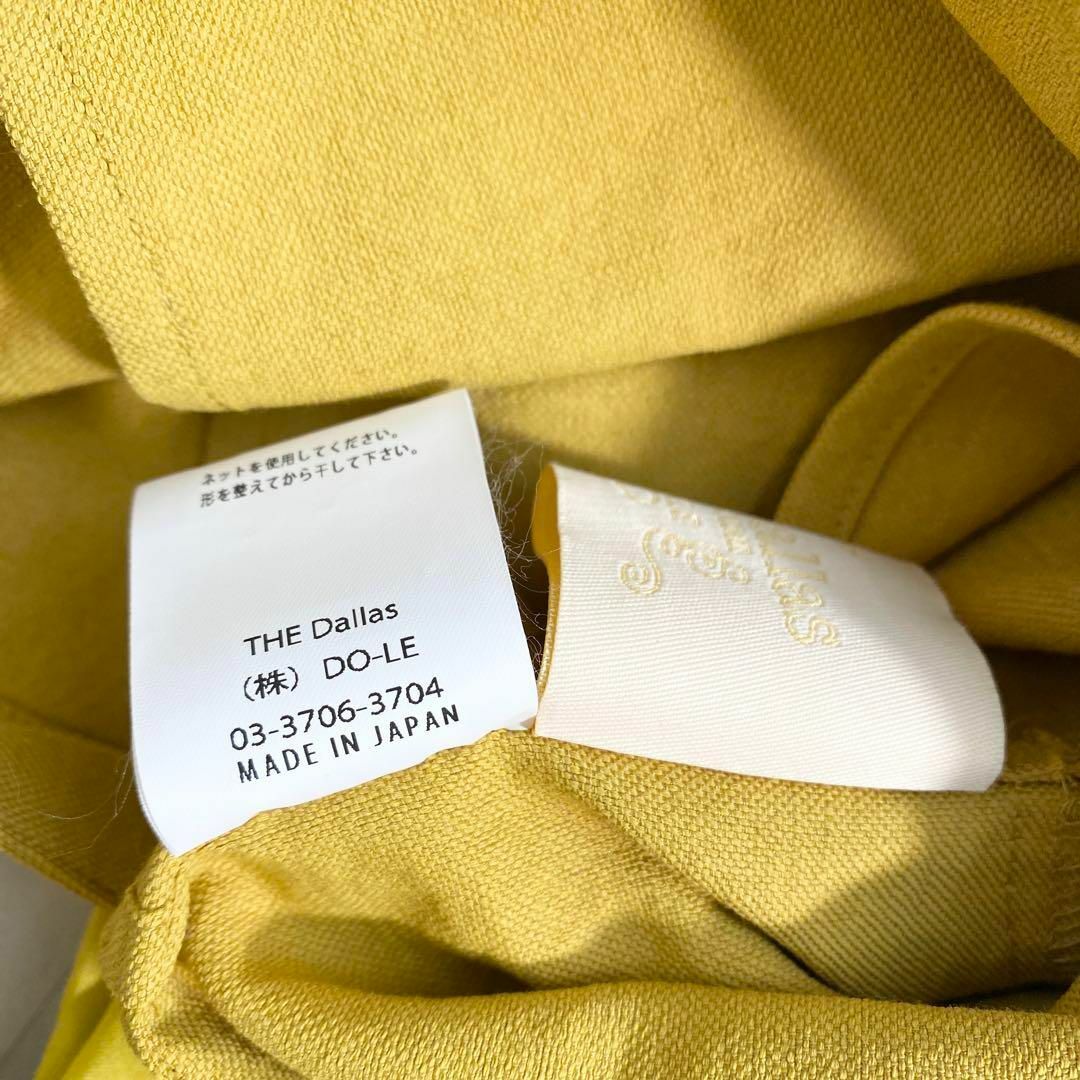 ネットを使用してください。
形を整えてから干して下さい。
THE Dallas
（株） DO-LE
03-3706-3704
MADE IN JAPAN